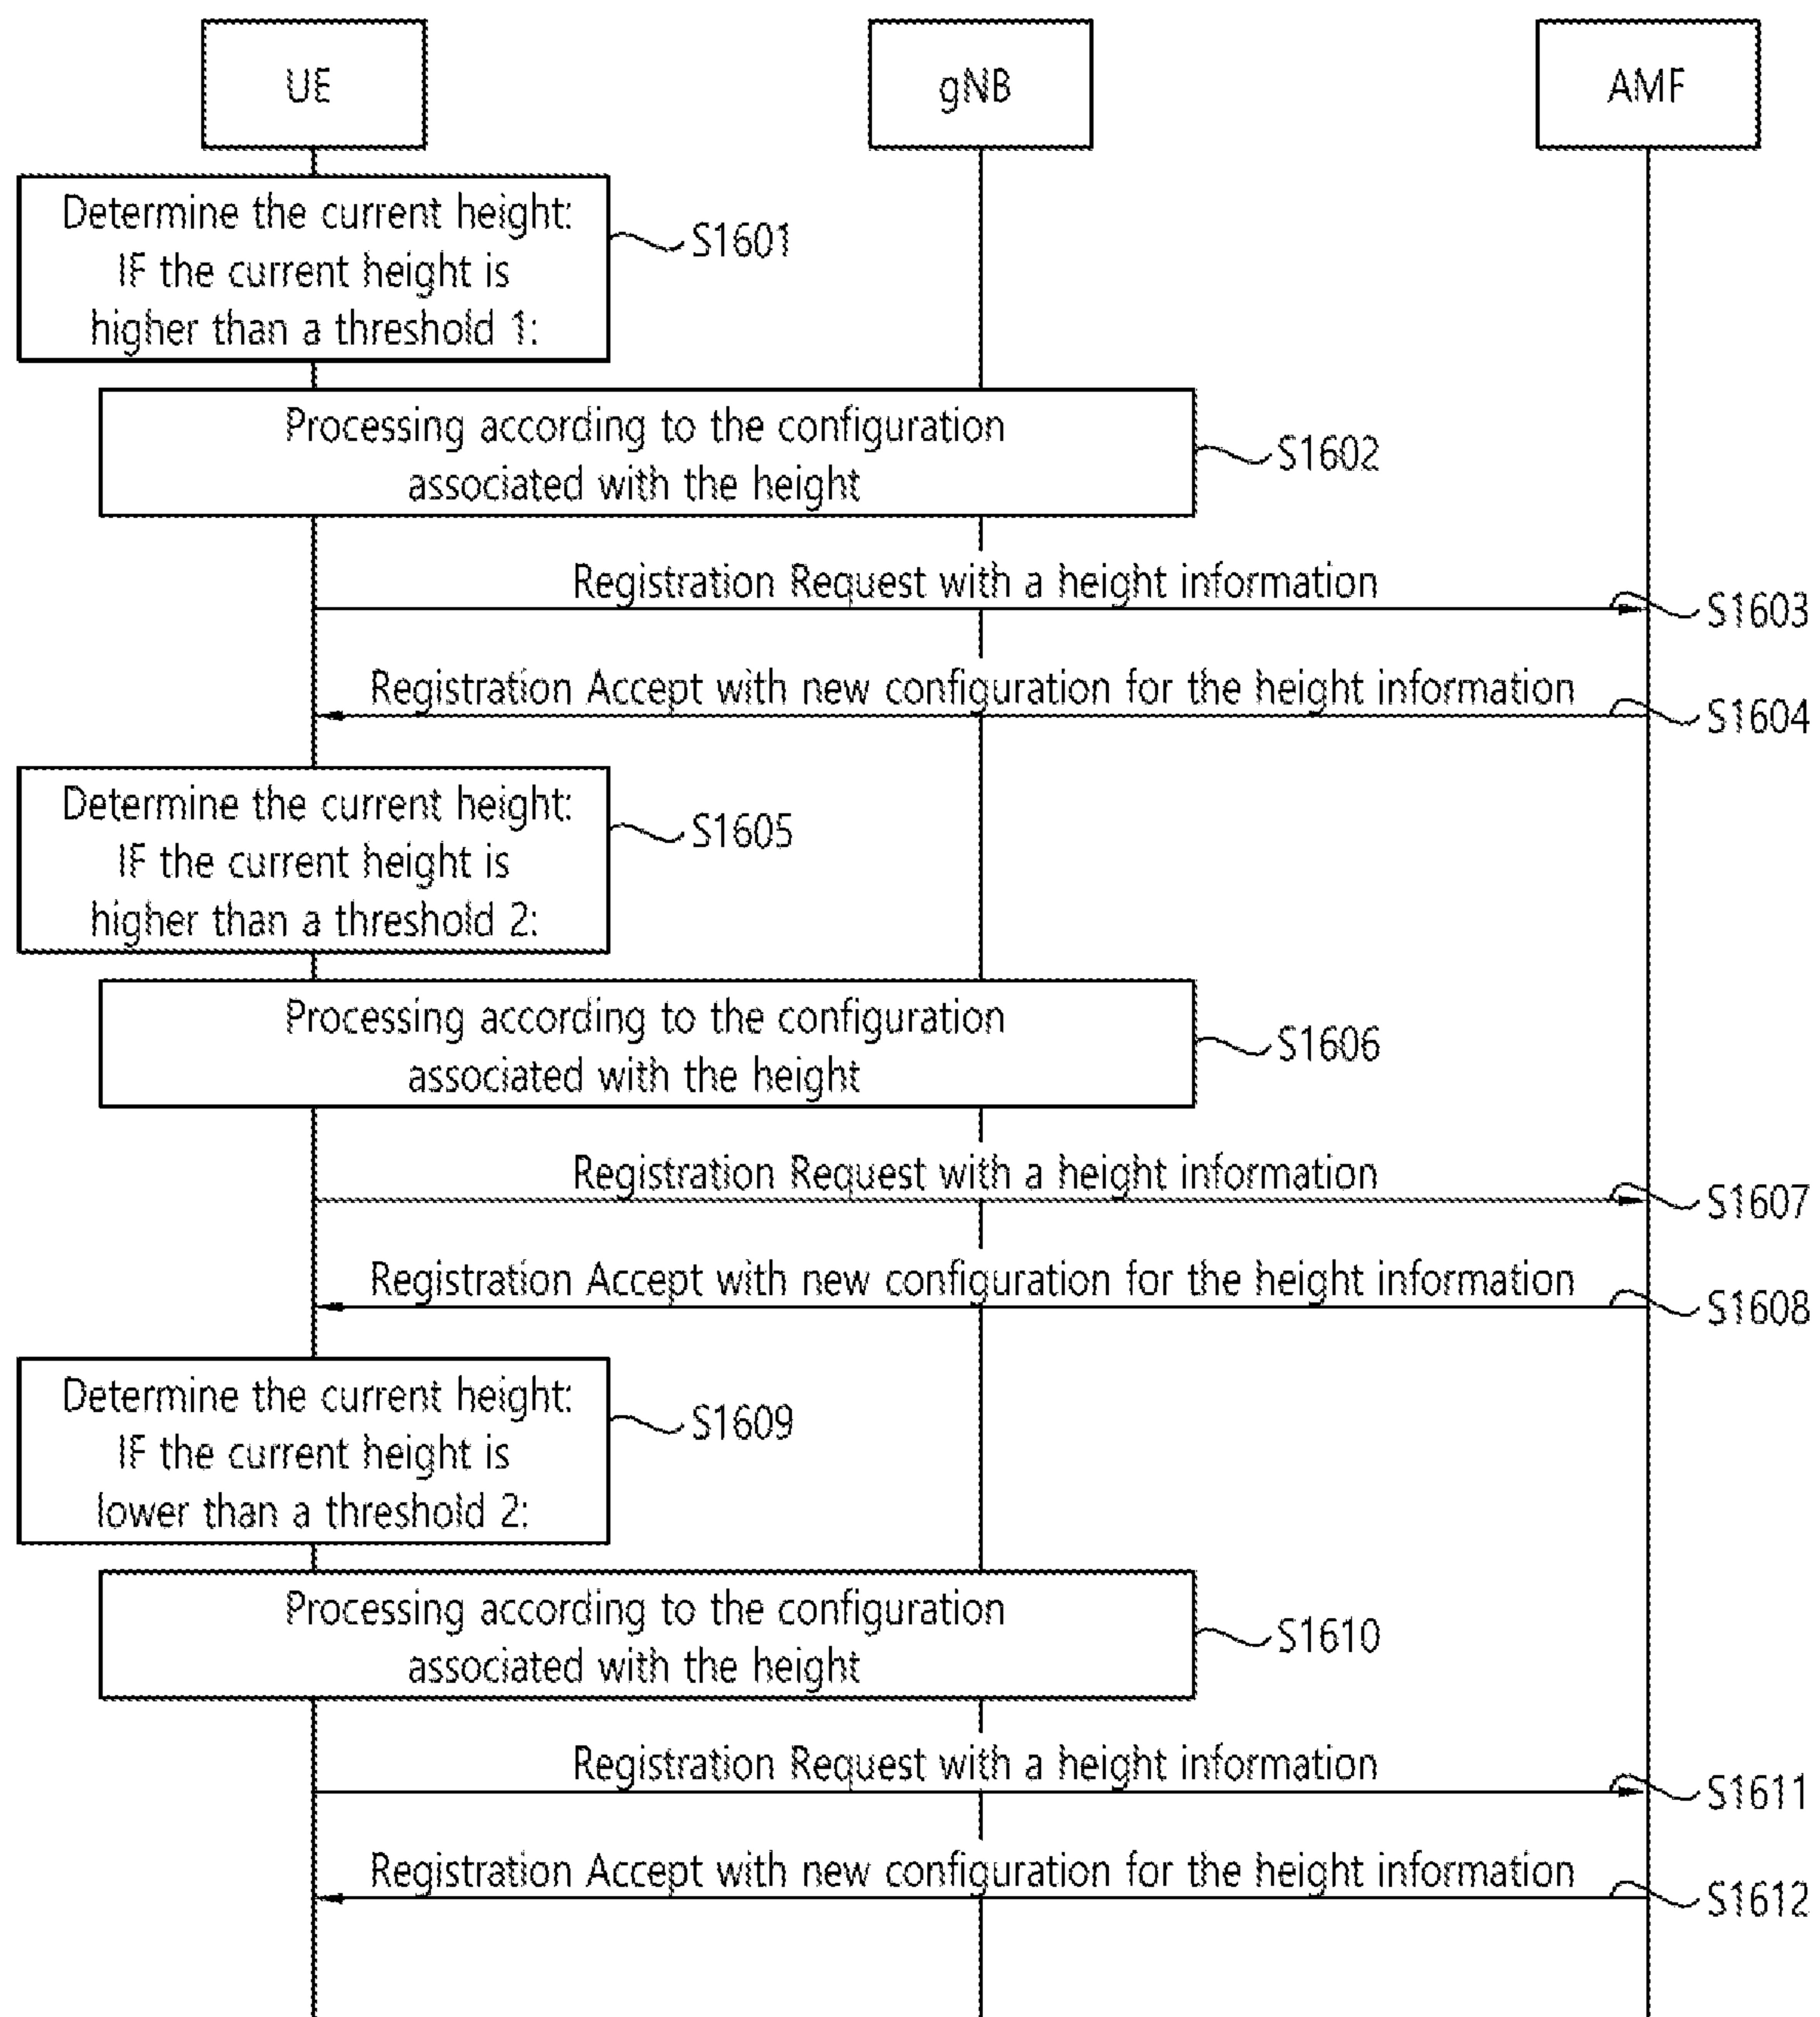 UE
gNB
AMF
Determine the current height:
IF the current height is
higher than a threshold 1:
S1601
Processing according to the configuration
associated with the height
S1602
Registration Request with a height information
S1603
Registration Accept with new configuration for the height information
S1604
Determine the current height:
IF the current height is
higher than a threshold 2:
S1605
Processing according to the configuration
associated with the height
S1606
Registration Request with a height information
S1607
Registration Accept with new configuration for the height information
S1608
Determine the current height:
IF the current height is
lower than a threshold 2:
S1609
Processing according to the configuration
associated with the height
S1610
Registration Request with a height information
S1611
Registration Accept with new configuration for the height information
S1612